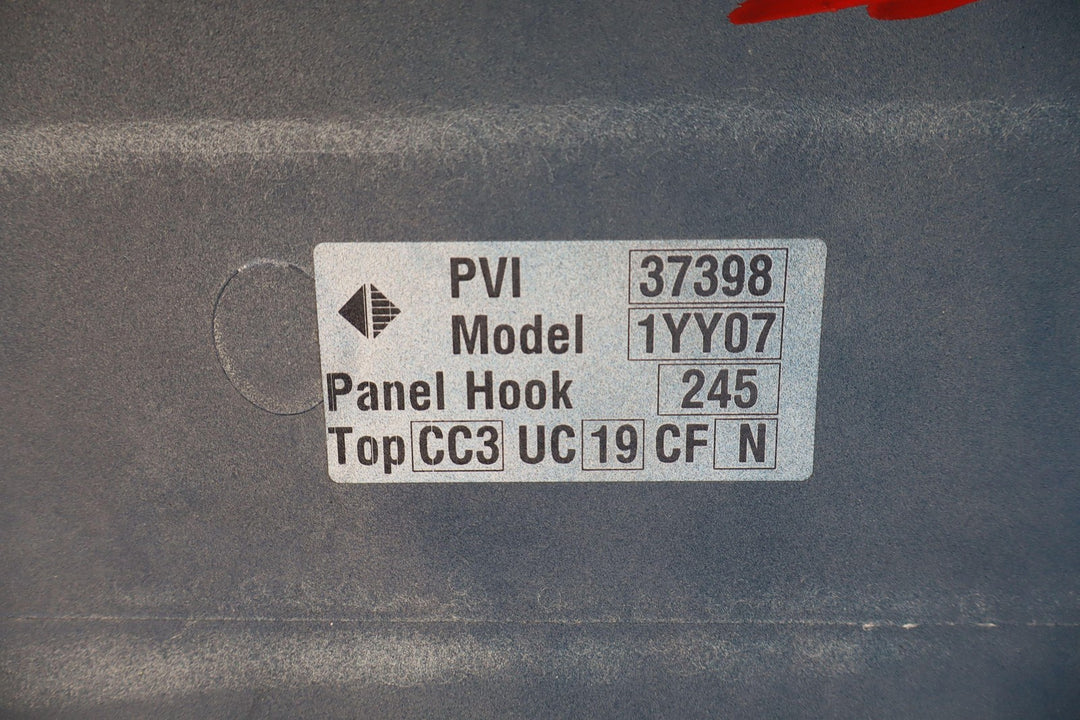 PVI 37398
Model 1YY07
Panel Hook 245
Top CC3 UC 19 CF N